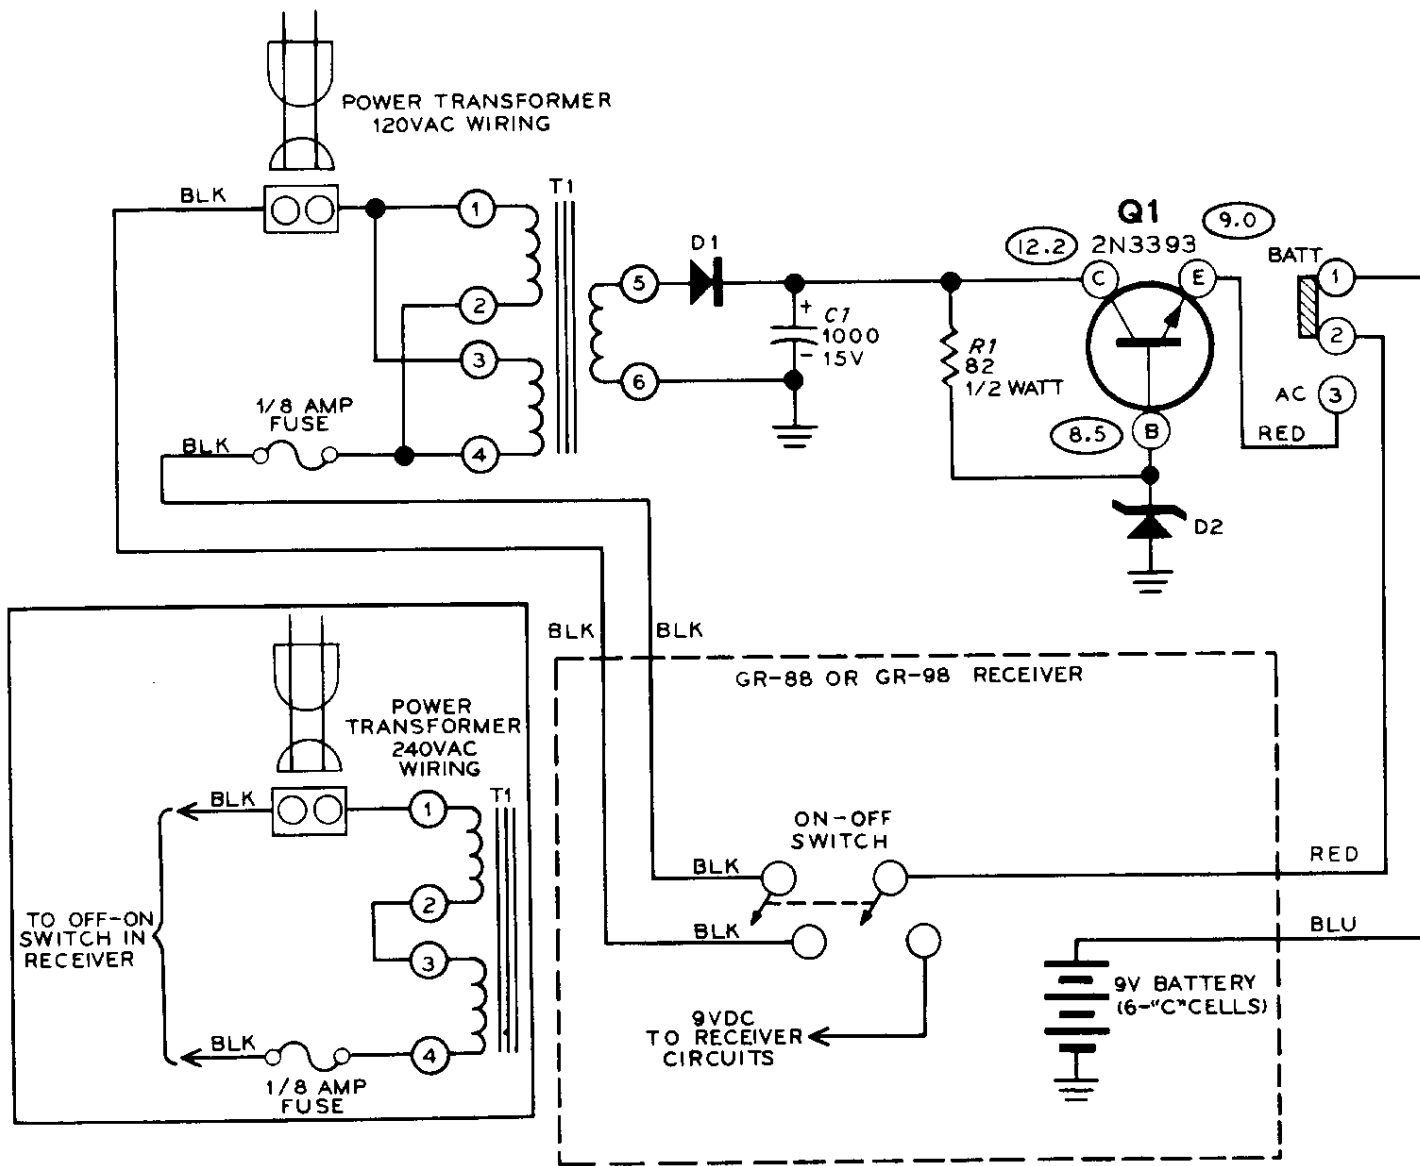 POWER TRANSFORMER
120VAC WIRING
BLK
T1
1
2
3
4
5
6
D1
+
C1
1000
15V
−
R1
82
1/2 WATT
Q1
2N3393
12.2
9.0
8.5
C
E
B
D2
BATT
1
2
AC
3
RED
1/8 AMP
FUSE
BLK
BLK
BLK
GR-88 OR GR-98 RECEIVER
POWER
TRANSFORMER
240VAC
WIRING
BLK
T1
1
2
3
4
TO OFF-ON
SWITCH IN
RECEIVER
BLK
1/8 AMP
FUSE
ON-OFF
SWITCH
BLK
BLK
RED
BLU
9V BATTERY
(6-"C"CELLS)
9VDC
TO RECEIVER
CIRCUITS